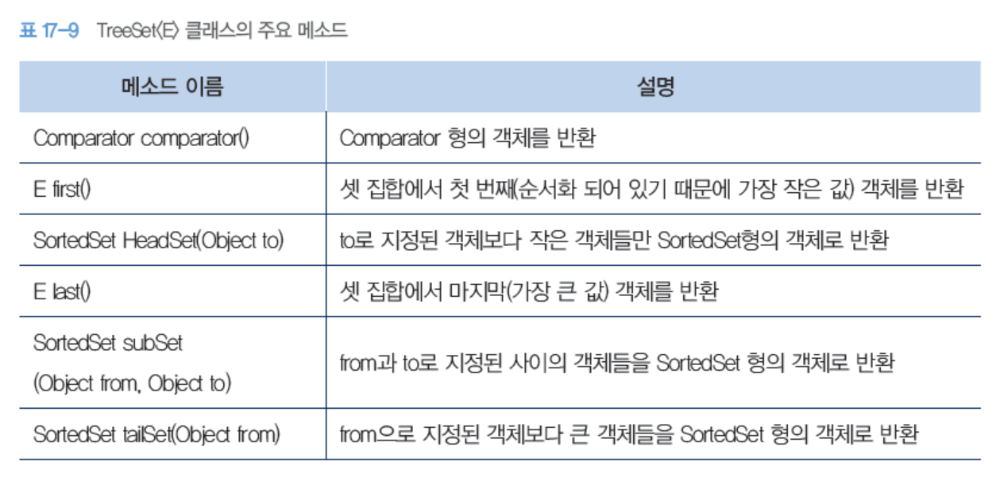 표 17-9 TreeSet〈E〉 클래스의 주요 메소드
메소드 이름 설명
Comparator comparator() Comparator 형의 객체를 반환
E first() 셋 집합에서 첫 번째(순서화 되어 있기 때문에 가장 작은 값) 객체를 반환
SortedSet HeadSet(Object to) to로 지정된 객체보다 작은 객체들만 SortedSet형의 객체로 반환
E last() 셋 집합에서 마지막(가장 큰 값) 객체를 반환
SortedSet subSet
(Object from, Object to)
from과 to로 지정된 사이의 객체들을 SortedSet 형의 객체로 반환
SortedSet tailSet(Object from) from으로 지정된 객체보다 큰 객체들을 SortedSet 형의 객체로 반환